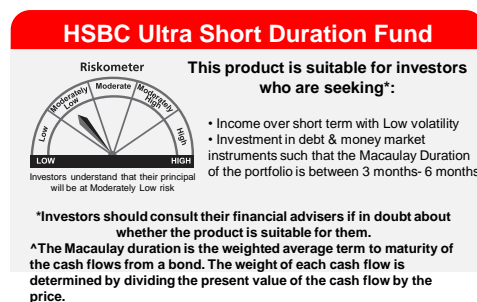 HSBC Ultra Short Duration Fund
Riskometer
Low
Moderately
Low
Moderate
Moderately
High
High
LOW
HIGH
Investors understand that their principal
will be at Moderately Low risk
This product is suitable for investors
who are seeking*:
• Income over short term with Low volatility
• Investment in debt & money market
instruments such that the Macaulay Duration
of the portfolio is between 3 months- 6 months
*Investors should consult their financial advisers if in doubt about
whether the product is suitable for them.
^The Macaulay duration is the weighted average term to maturity of
the cash flows from a bond. The weight of each cash flow is
determined by dividing the present value of the cash flow by the
price.